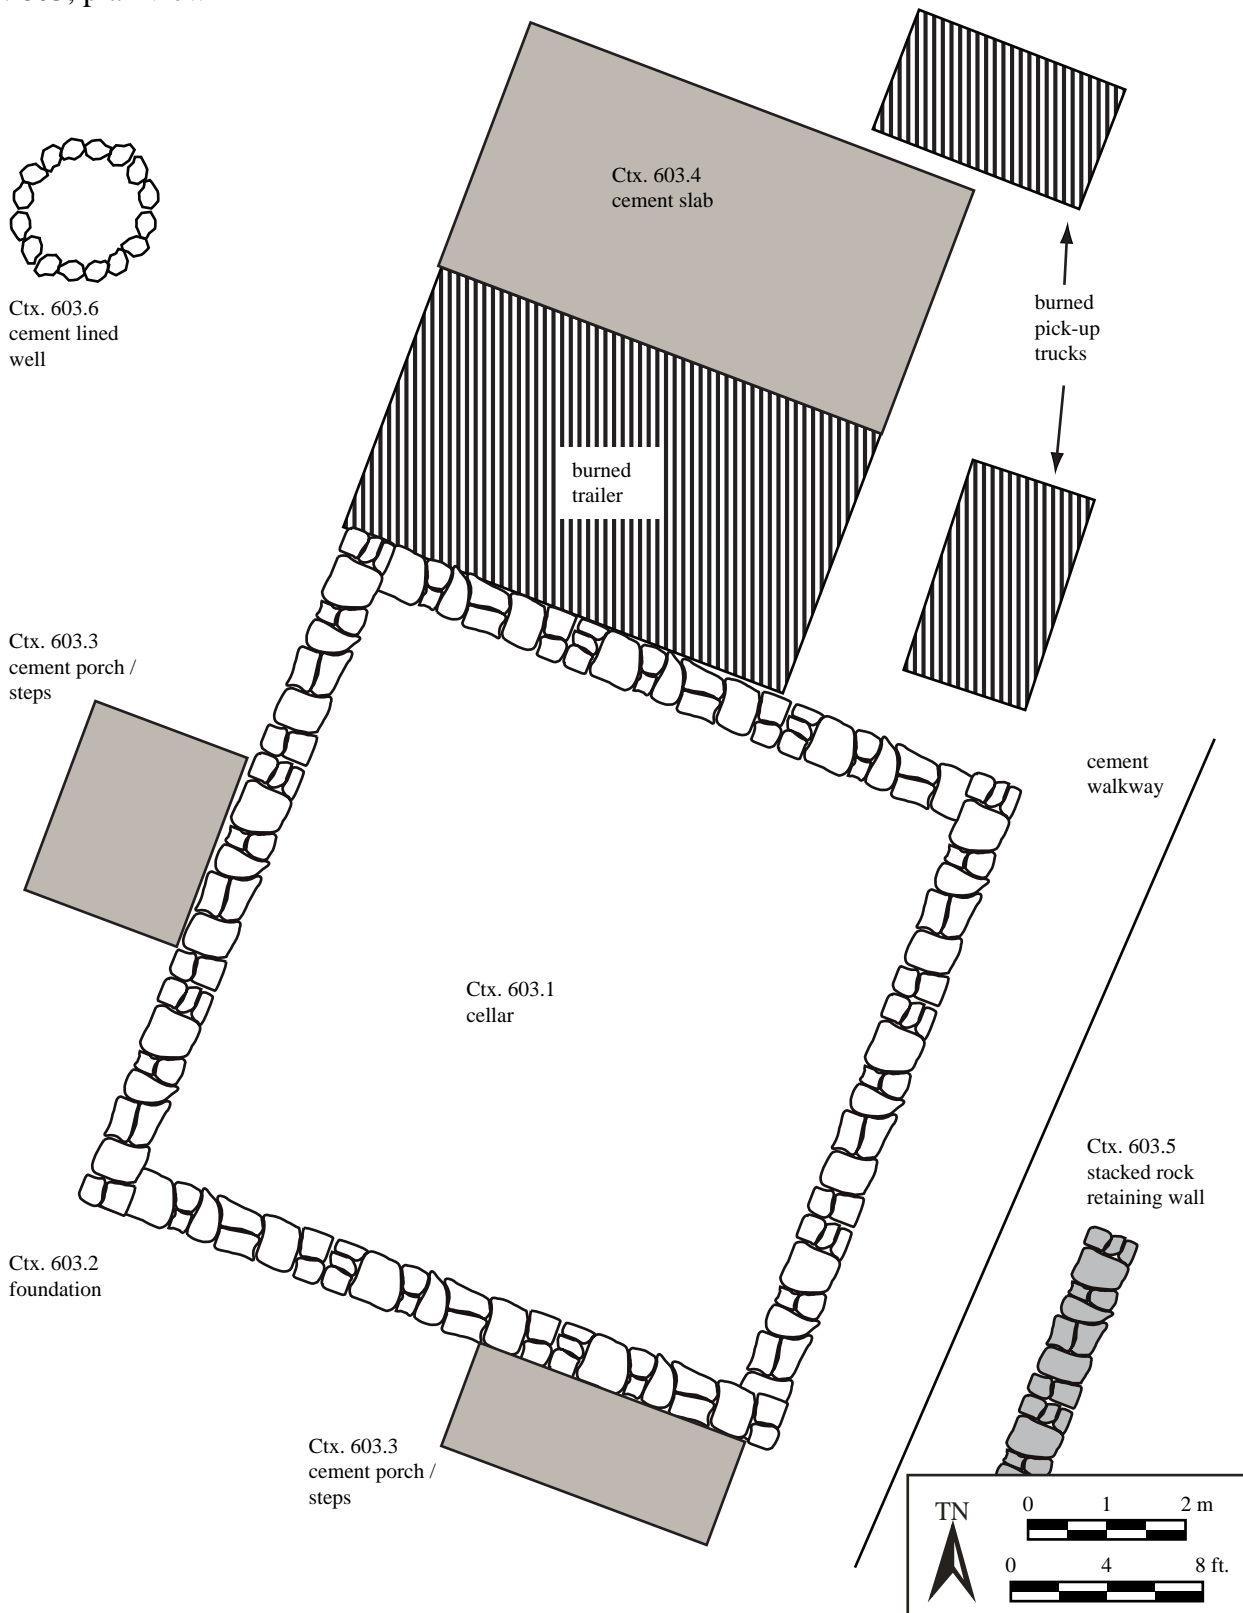 plan view
Ctx. 603.4
cement slab
Ctx. 603.6
cement lined
well
burned
pick-up
trucks
burned
trailer
Ctx. 603.3
cement porch /
steps
cement
walkway
Ctx. 603.1
cellar
Ctx. 603.5
stacked rock
retaining wall
Ctx. 603.2
foundation
Ctx. 603.3
cement porch /
steps
TN
0 1 2 m
0 4 8 ft.